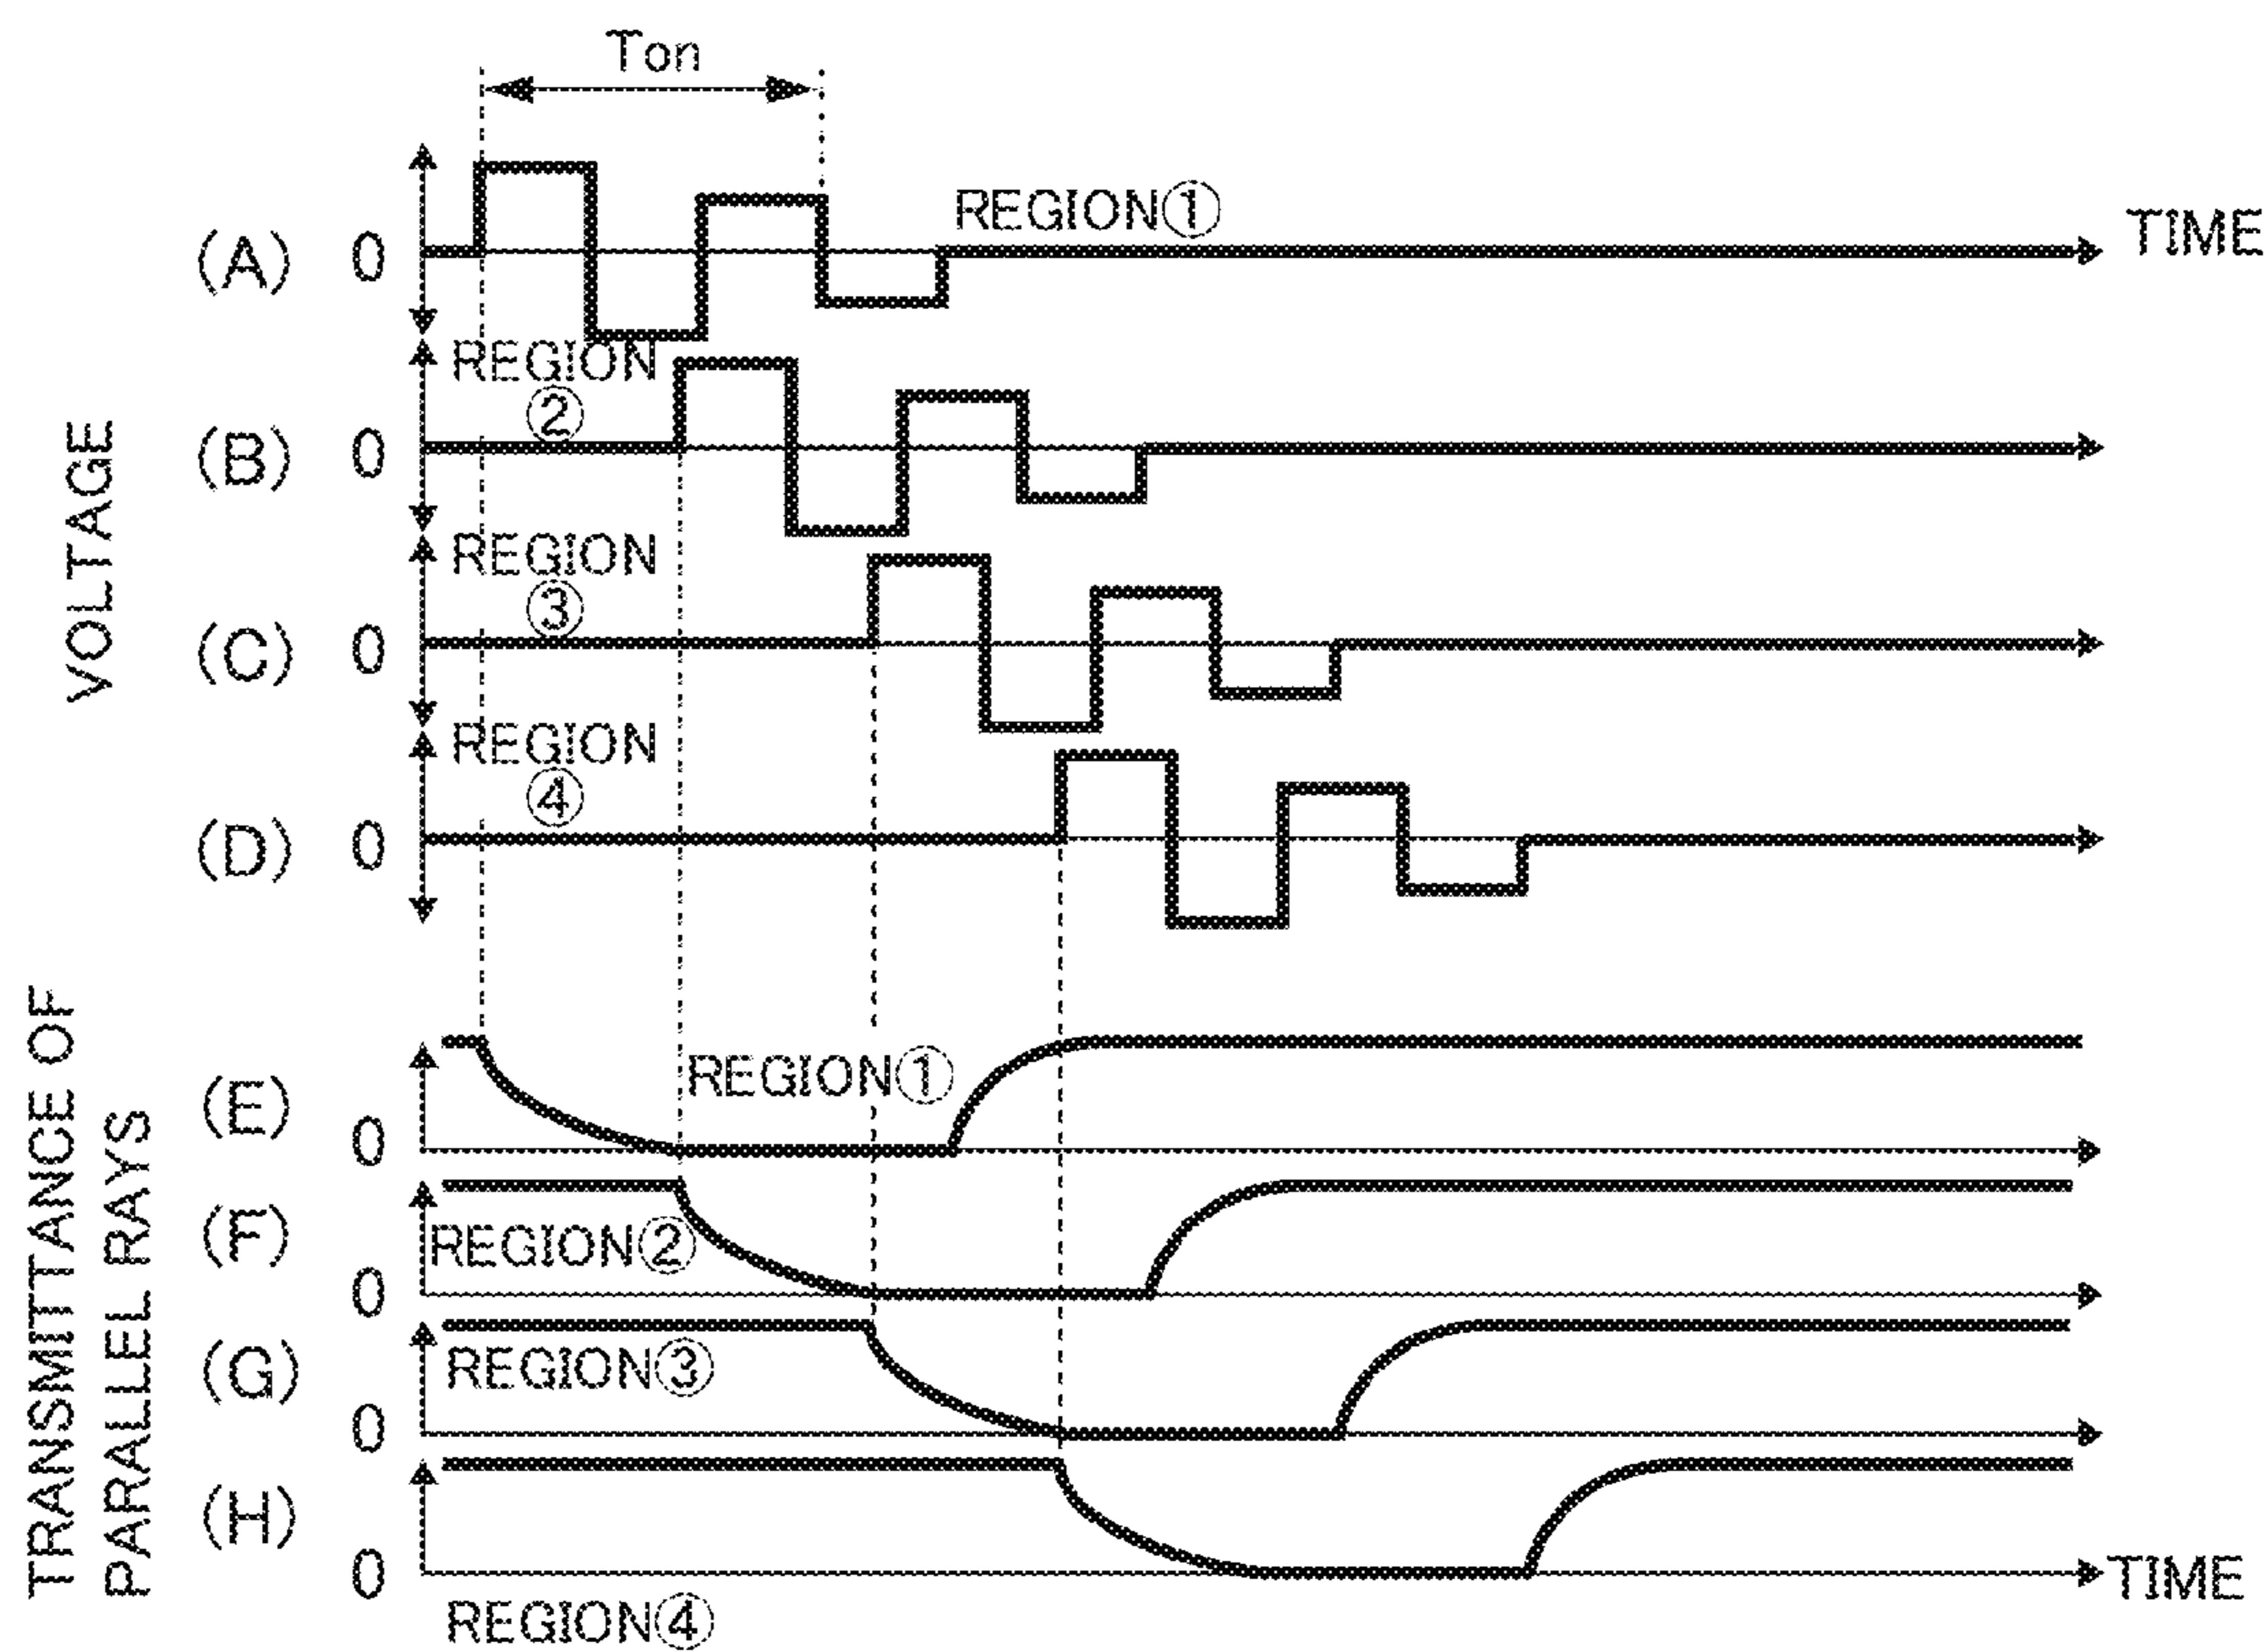 Ton
REGION①
TIME
(A) 0
REGION
②
(B) 0
REGION
③
(C) 0
REGION
④
(D) 0
VOLTAGE
REGION①
(E) 0
REGION②
(F) 0
REGION③
(G) 0
(H) 0
TIME
REGION④
TRANSMITTANCE OF
PARALLEL RAYS